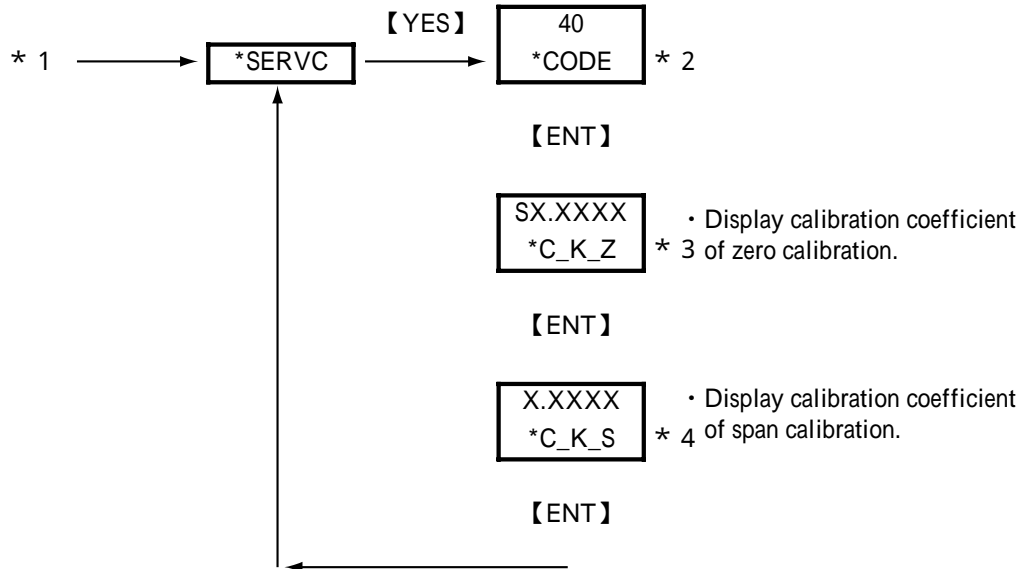 【YES】
* 1
*SERVC
40
*CODE
* 2
【ENT】
SX.XXXX
*C_K_Z
* 3
・Display calibration coefficient
of zero calibration.
【ENT】
X.XXXX
*C_K_S
* 4
・Display calibration coefficient
of span calibration.
【ENT】